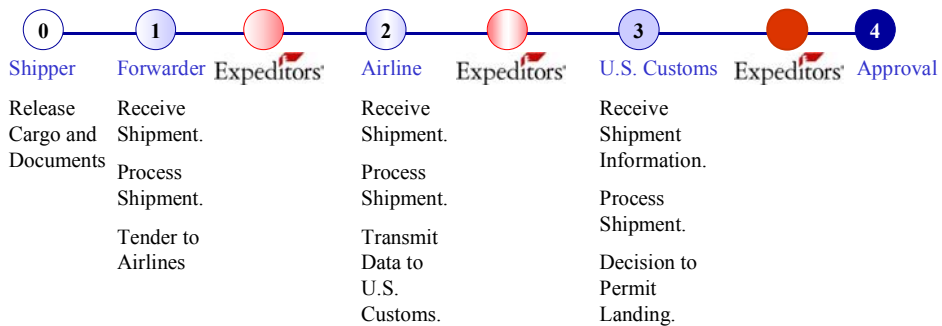 0
1
2
3
4
Shipper
Forwarder
Expeditors
Airline
Expeditors
U.S. Customs
Expeditors
Approval
Release
Cargo and
Documents
Receive
Shipment.
Process
Shipment.
Tender to
Airlines
Receive
Shipment.
Process
Shipment.
Transmit
Data to
U.S.
Customs.
Receive
Shipment
Information.
Process
Shipment.
Decision to
Permit
Landing.